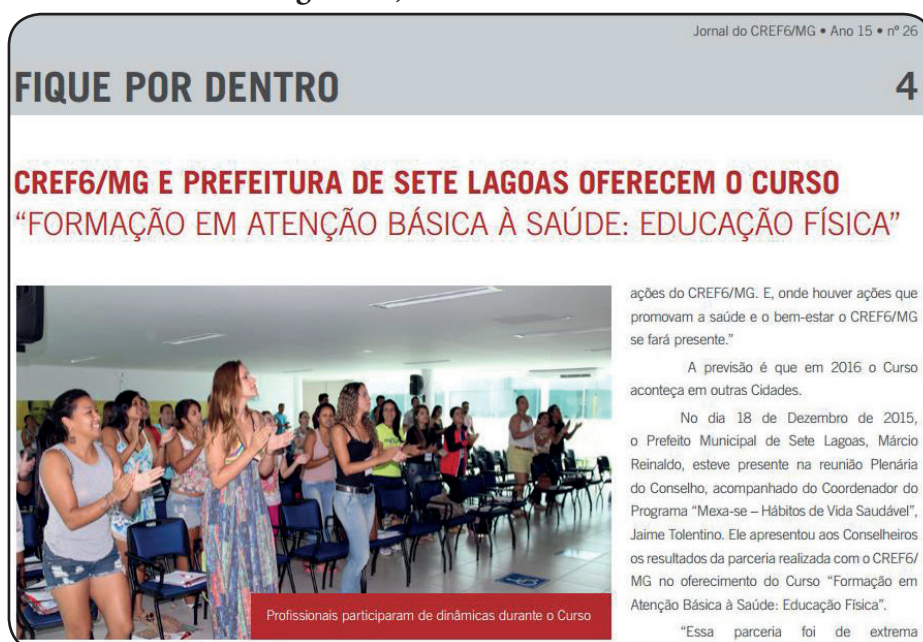 Jornal do CREF6/MG • Ano 15 • nº 26
FIQUE POR DENTRO
4
CREF6/MG E PREFEITURA DE SETE LAGOAS OFERECEM O CURSO
“FORMAÇÃO EM ATENÇÃO BÁSICA À SAÚDE: EDUCAÇÃO FÍSICA”
Profissionais participaram de dinâmicas durante o Curso
ações do CREF6/MG. E, onde houver ações que
promovam a saúde e o bem-estar o CREF6/MG
se fará presente.”
A previsão é que em 2016 o Curso
aconteça em outras Cidades.
No dia 18 de Dezembro de 2015,
o Prefeito Municipal de Sete Lagoas, Márcio
Reinaldo, esteve presente na reunião Plenária
do Conselho, acompanhado do Coordenador do
Programa “Mexa-se – Hábitos de Vida Saudável”,
Jaime Tolentino. Ele apresentou aos Conselheiros
os resultados da parceria realizada com o CREF6/
MG no oferecimento do Curso “Formação em
Atenção Básica à Saúde: Educação Física”.
“Essa parceria foi de extrema